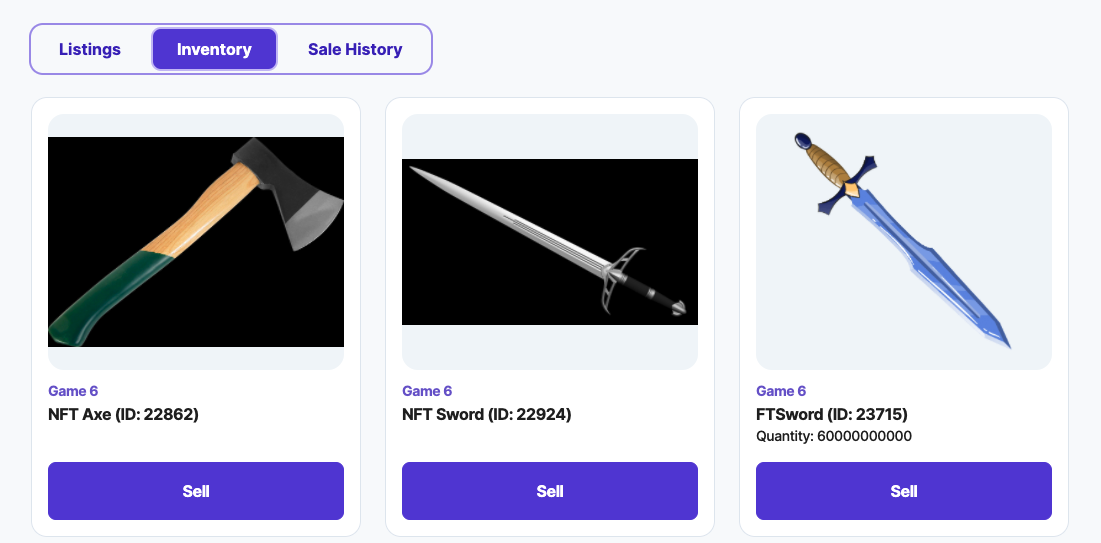 Listings
Inventory
Sale History
Game 6
NFT Axe (ID: 22862)
Sell
Game 6
NFT Sword (ID: 22924)
Sell
Game 6
FTSword (ID: 23715)
Quantity: 60000000000
Sell